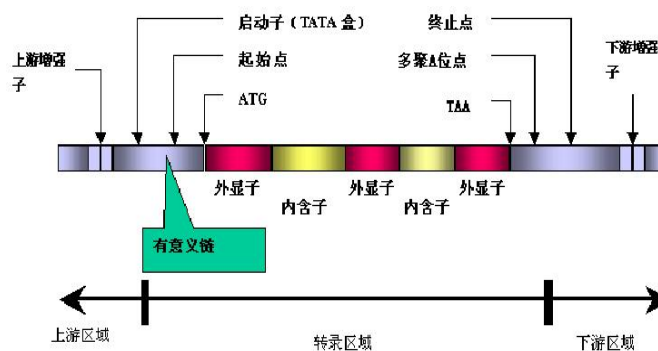 启动子（TATA 盒）
终止点
上游增强
子
起始点
多聚A位点
下游增强
子
ATG
TAA
外显子
内含子
外显子
内含子
外显子
有意义链
上游区域
转录区域
下游区域